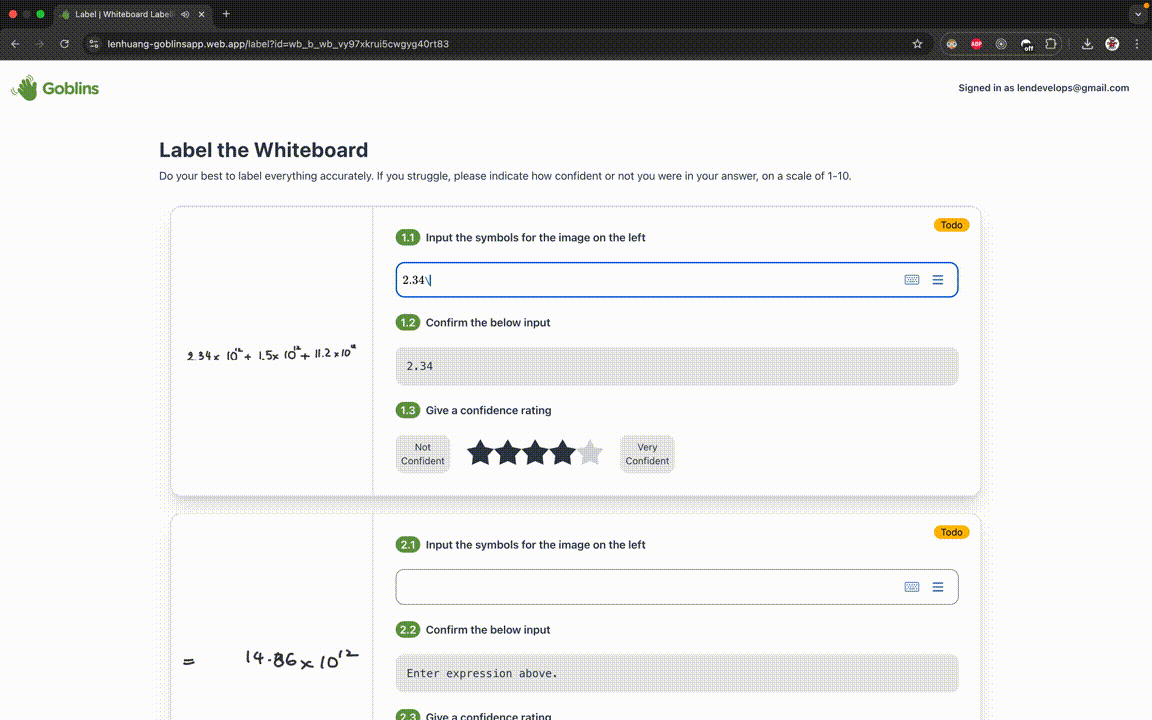 Label | Whiteboard Label
lenhuang-goblinsapp.web.app/label?id=wb_b_wb_vy97xkrui5cwgyg40rt83
ABP
off
Goblins
Signed in as lendevelops@gmail.com
Label the Whiteboard
Do your best to label everything accurately. If you struggle, please indicate how confident or not you were in your answer, on a scale of 1-10.
Todo
1.1 Input the symbols for the image on the left
2.34\
1.2 Confirm the below input
2.34
2.34 x 10^12 + 1.5x 10^12 + 11.2 x 10^12
1.3 Give a confidence rating
Not Confident
Very Confident
Todo
2.1 Input the symbols for the image on the left
2.2 Confirm the below input
= 14.86 x 10^12
Enter expression above.
2.3 Give a confidence rating